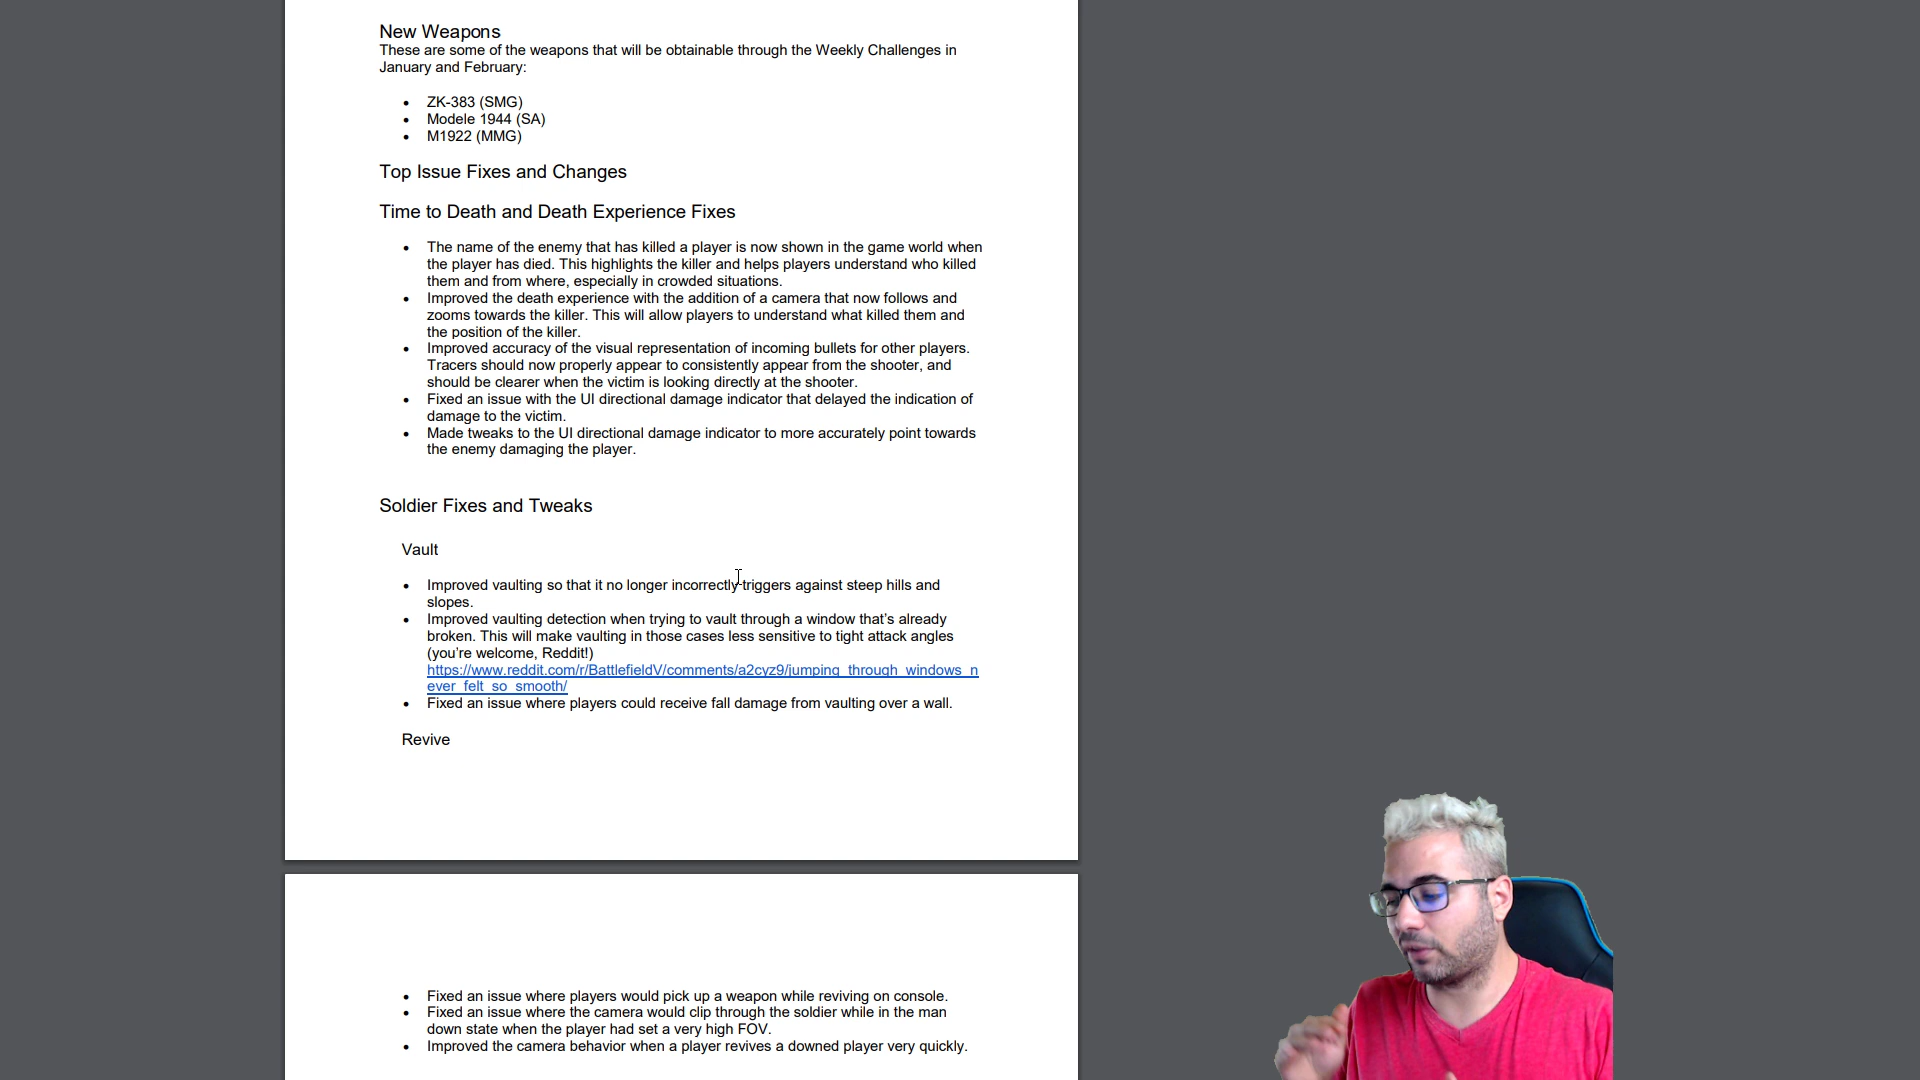 New Weapons
These are some of the weapons that will be obtainable through the Weekly Challenges in
January and February:
• ZK-383 (SMG)
• Modele 1944 (SA)
• M1922 (MMG)
Top Issue Fixes and Changes
Time to Death and Death Experience Fixes
• The name of the enemy that has killed a player is now shown in the game world when
the player has died. This highlights the killer and helps players understand who killed
them and from where, especially in crowded situations.
• Improved the death experience with the addition of a camera that now follows and
zooms towards the killer. This will allow players to understand what killed them and
the position of the killer.
• Improved accuracy of the visual representation of incoming bullets for other players.
Tracers should now properly appear to consistently appear from the shooter, and
should be clearer when the victim is looking directly at the shooter.
• Fixed an issue with the UI directional damage indicator that delayed the indication of
damage to the victim.
• Made tweaks to the UI directional damage indicator to more accurately point towards
the enemy damaging the player.
Soldier Fixes and Tweaks
Vault
• Improved vaulting so that it no longer incorrectly triggers against steep hills and
slopes.
• Improved vaulting detection when trying to vault through a window that’s already
broken. This will make vaulting in those cases less sensitive to tight attack angles
(you’re welcome, Reddit!)
https://www.reddit.com/r/BattlefieldV/comments/a2cyz9/jumping_through_windows_n
ever_felt_so_smooth/
• Fixed an issue where players could receive fall damage from vaulting over a wall.
Revive
• Fixed an issue where players would pick up a weapon while reviving on console.
• Fixed an issue where the camera would clip through the soldier while in the man
down state when the player had set a very high FOV.
• Improved the camera behavior when a player revives a downed player very quickly.